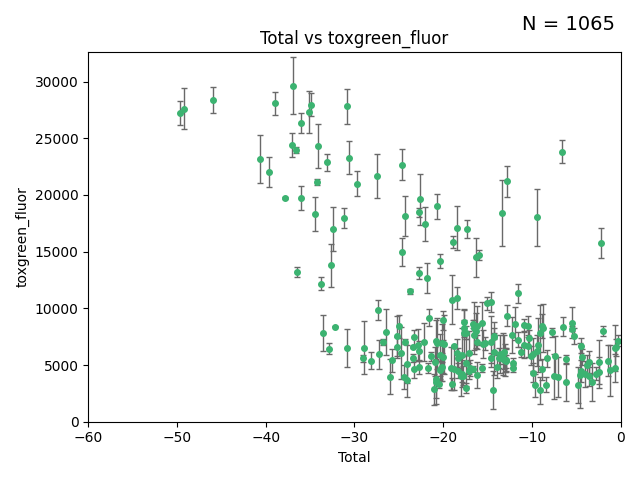 N = 1065
Total vs toxgreen_fluor
toxgreen_fluor
30000
25000
20000
15000
10000
5000
0
−60 −50 −40 −30 −20 −10 0
Total